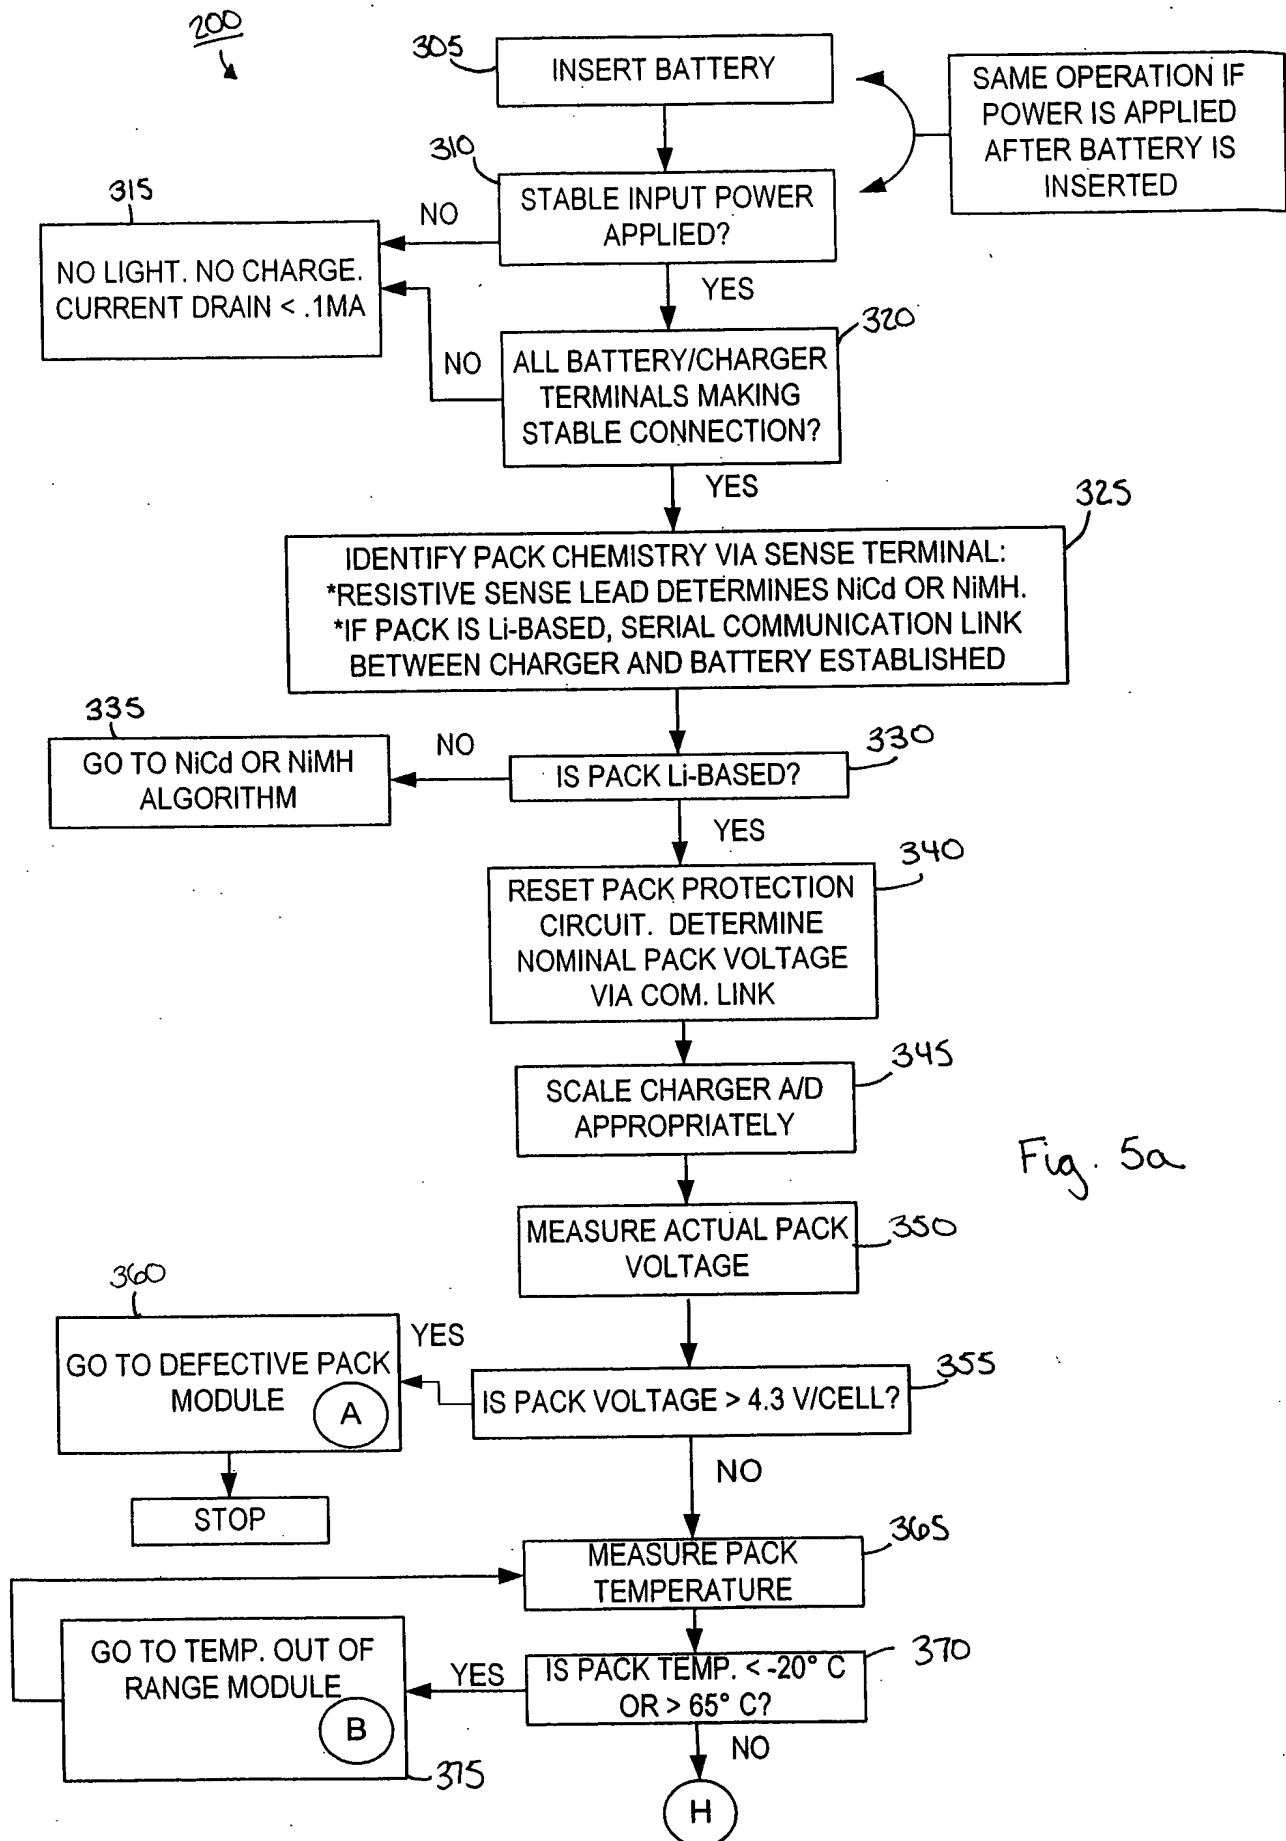 200
305
INSERT BATTERY
SAME OPERATION IF
POWER IS APPLIED
AFTER BATTERY IS
INSERTED
310
STABLE INPUT POWER
APPLIED?
NO
315
NO LIGHT. NO CHARGE.
CURRENT DRAIN < .1MA
YES
320
ALL BATTERY/CHARGER
TERMINALS MAKING
STABLE CONNECTION?
NO
YES
325
IDENTIFY PACK CHEMISTRY VIA SENSE TERMINAL:
*RESISTIVE SENSE LEAD DETERMINES NiCd OR NiMH.
*IF PACK IS Li-BASED, SERIAL COMMUNICATION LINK
BETWEEN CHARGER AND BATTERY ESTABLISHED
330
IS PACK Li-BASED?
NO
335
GO TO NiCd OR NiMH
ALGORITHM
YES
340
RESET PACK PROTECTION
CIRCUIT. DETERMINE
NOMINAL PACK VOLTAGE
VIA COM. LINK
345
SCALE CHARGER A/D
APPROPRIATELY
Fig. 5a
350
MEASURE ACTUAL PACK
VOLTAGE
355
IS PACK VOLTAGE > 4.3 V/CELL?
YES
360
GO TO DEFECTIVE PACK
MODULE
A
STOP
NO
365
MEASURE PACK
TEMPERATURE
370
IS PACK TEMP. < -20° C
OR > 65° C?
YES
GO TO TEMP. OUT OF
RANGE MODULE
B
375
NO
H